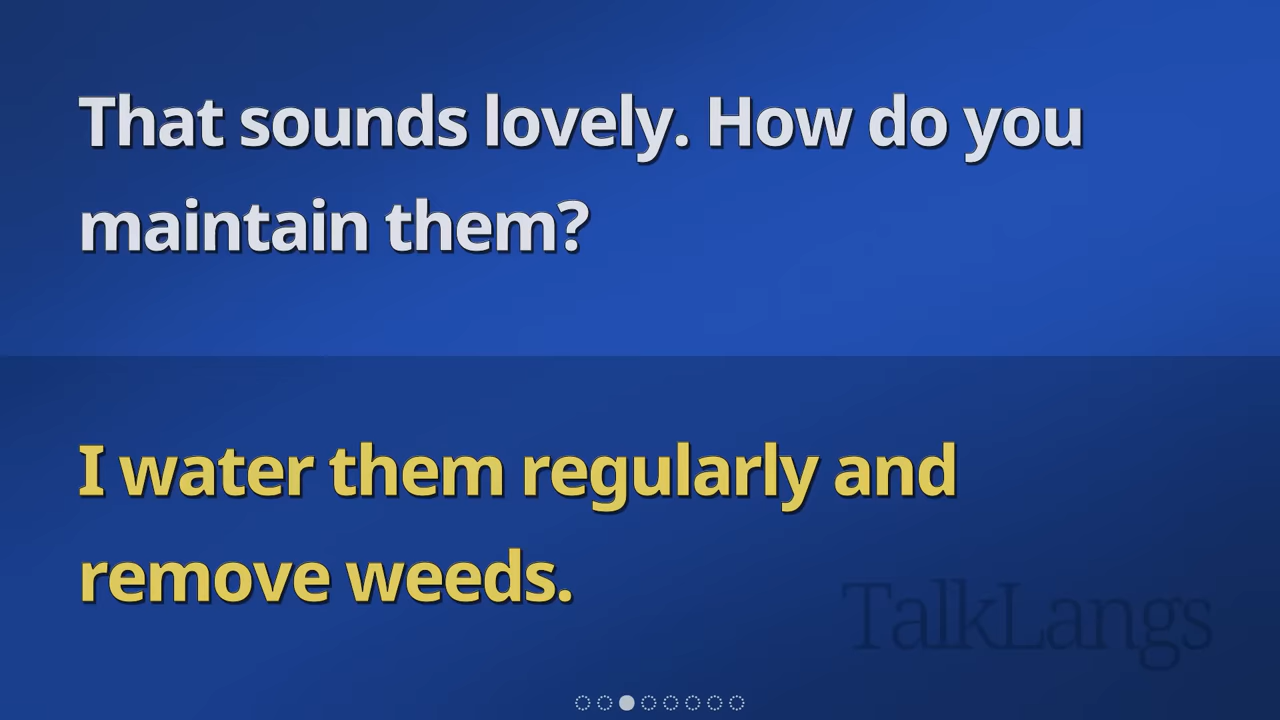 That sounds lovely. How do you
maintain them?
I water them regularly and
remove weeds.
TalkLangs